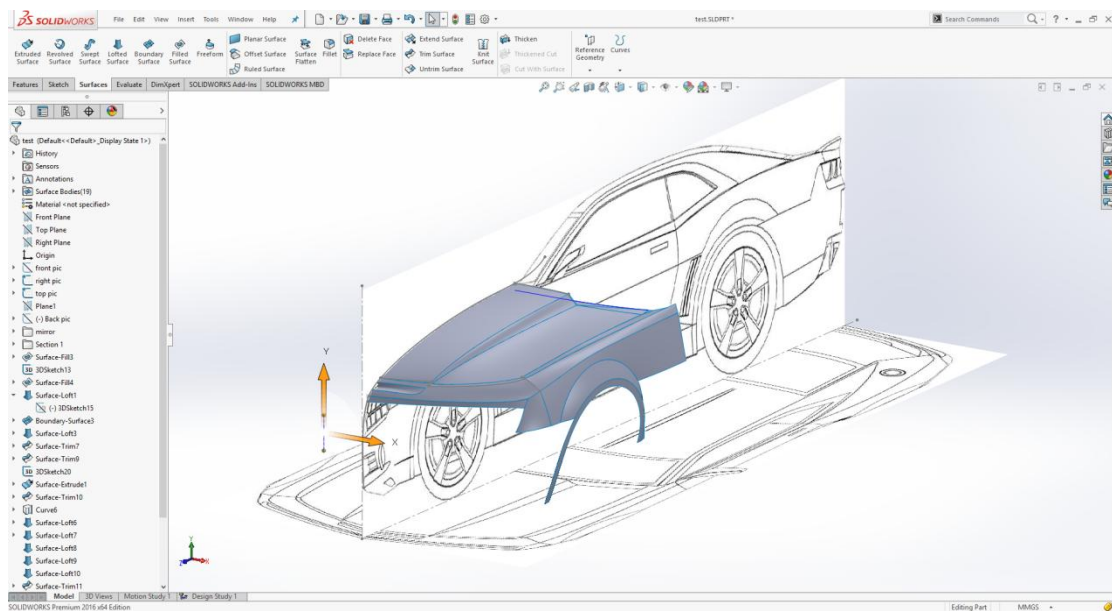 SOLIDWORKS File Edit View Insert Tools Window Help test.SLDPRT * Search Commands
Extruded Surface
Revolved Surface
Swept Surface
Lofted Surface
Boundary Surface
Filled Surface
Freeform
Planar Surface
Offset Surface
Ruled Surface
Surface Flatten
Fillet
Delete Face
Replace Face
Extend Surface
Trim Surface
Untrim Surface
Knit Surface
Thicken
Thickened Cut
Cut With Surface
Reference Geometry
Curves
Features Sketch Surfaces Evaluate DimXpert SOLIDWORKS Add-Ins SOLIDWORKS MBD
test (Default<<Default>_Display State 1>)
History
Sensors
Annotations
Surface Bodies(19)
Material <not specified>
Front Plane
Top Plane
Right Plane
Origin
front pic
right pic
top pic
Plane1
(-) Back pic
mirror
Section 1
Surface-Fill3
3DSketch13
Surface-Fill4
Surface-Loft1
(-) 3DSketch15
Boundary-Surface3
Surface-Loft3
Surface-Trim7
Surface-Trim9
3DSketch20
Surface-Extrude1
Surface-Trim10
Curve6
Surface-Loft6
Surface-Loft7
Surface-Loft8
Surface-Loft9
Surface-Loft10
Surface-Trim11
Y
X
Model 3D Views Motion Study 1 Design Study 1
SOLIDWORKS Premium 2016 x64 Edition Editing Part MMGS